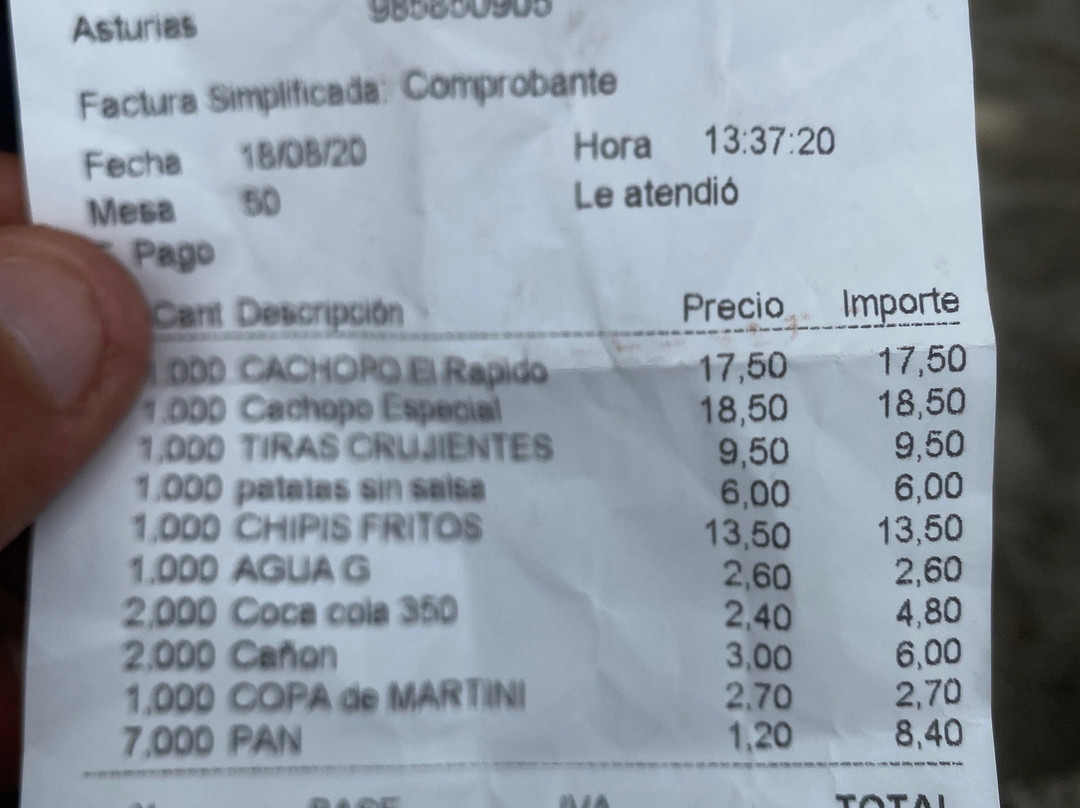 Asturias 985850905
Factura Simplificada: Comprobante
Fecha 18/08/20 Hora 13:37:20
Mesa 50 Le atendió
Pago
Cant Descripción Precio Importe
1.000 CACHOPO El Rapido 17,50 17,50
1.000 Cachopo Especial 18,50 18,50
1,000 TIRAS CRUJIENTES 9,50 9,50
1.000 patatas sin salsa 6,00 6,00
1,000 CHIPIS FRITOS 13,50 13,50
1,000 AGUA G 2,60 2,60
2,000 Coca cola 350 2,40 4,80
2,000 Cañon 3,00 6,00
1,000 COPA de MARTINI 2,70 2,70
7,000 PAN 1,20 8,40
BASE IVA TOTAL